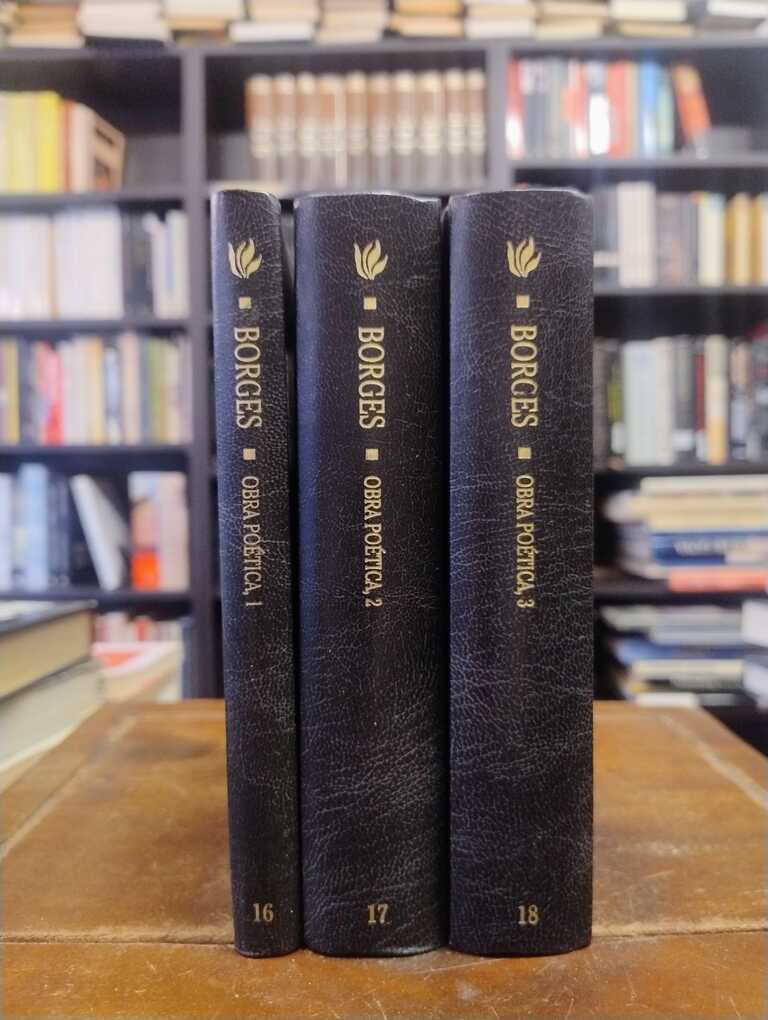 BORGES ▪ OBRA POÉTICA, 1
16
BORGES ▪ OBRA POÉTICA, 2
17
BORGES ▪ OBRA POÉTICA, 3
18